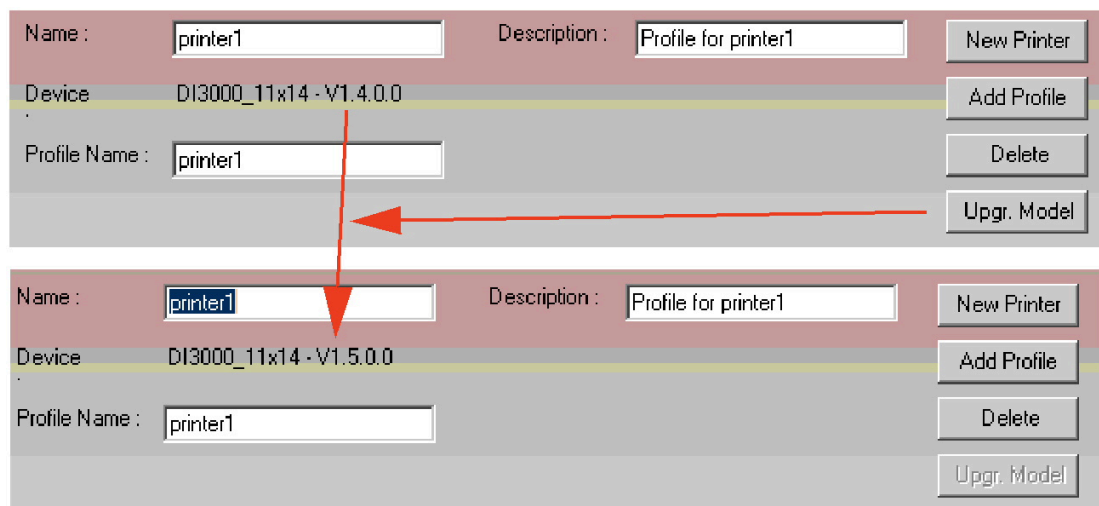 Name : printer1 Description : Profile for printer1 New Printer
Device DI3000_11x14 - V1.4.0.0 Add Profile
:
Profile Name : printer1 Delete
Upgr. Model
Name : printer1 Description : Profile for printer1 New Printer
Device DI3000_11x14 - V1.5.0.0 Add Profile
:
Profile Name : printer1 Delete
Upgr. Model